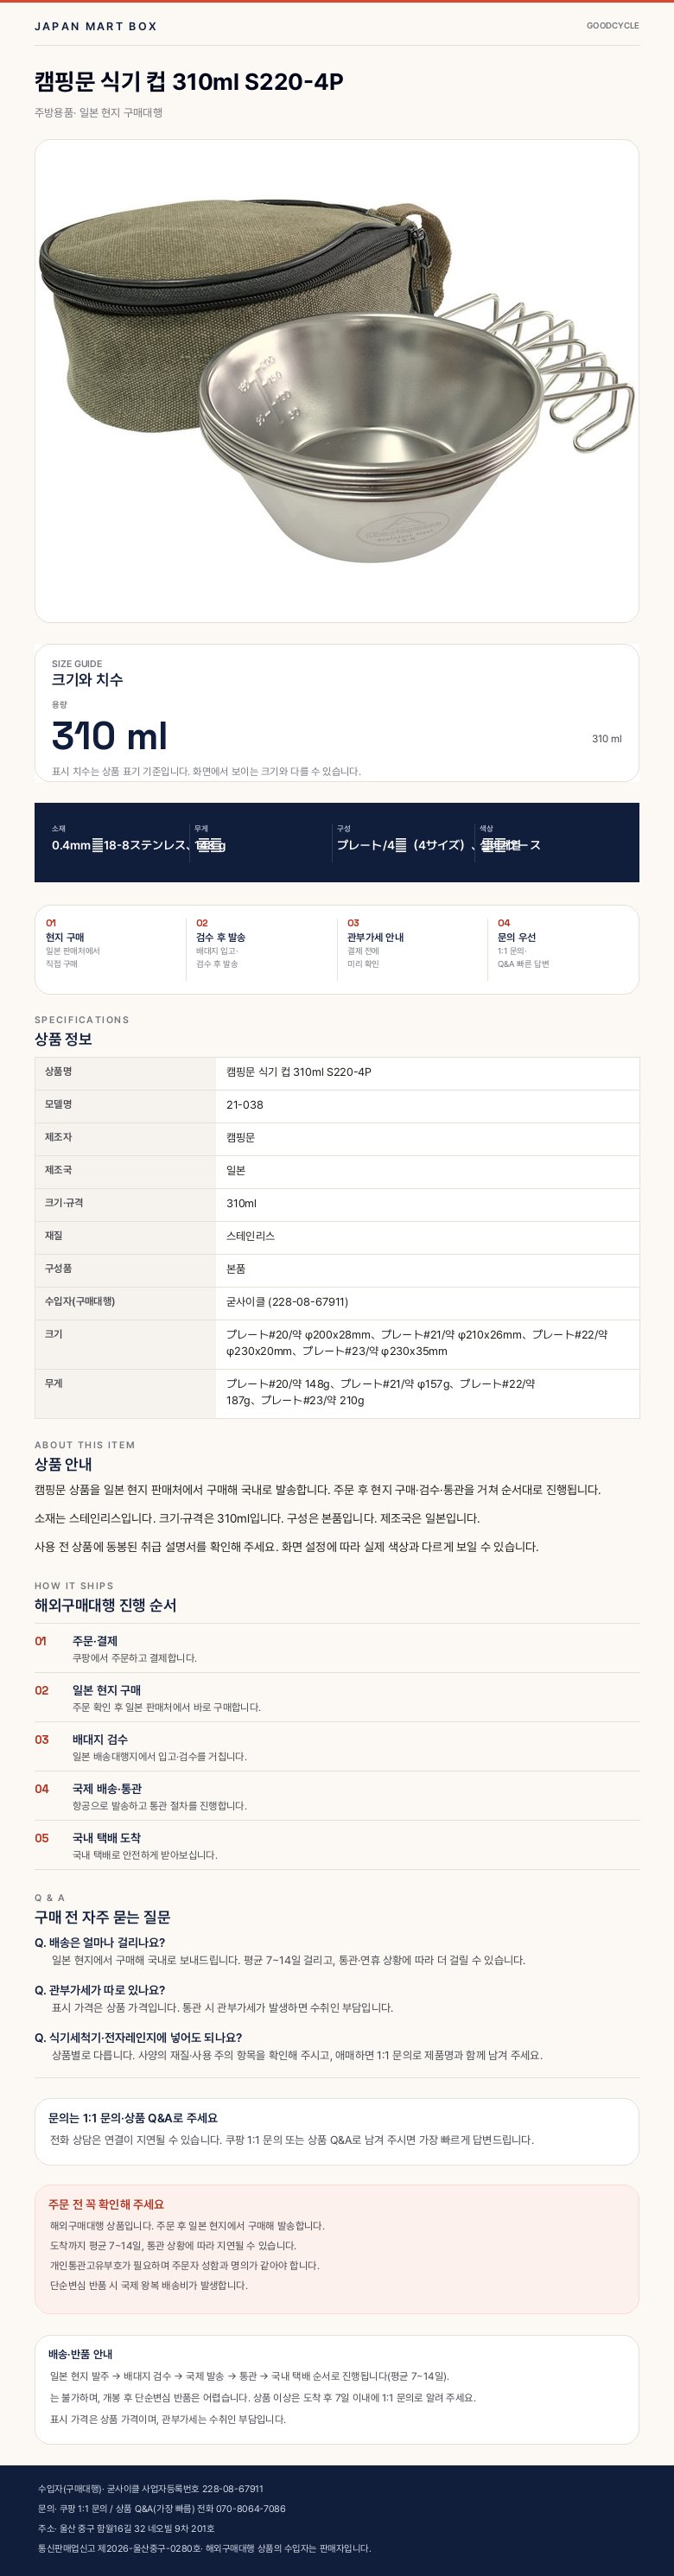 JAPAN MART BOX
GOODCYCLE
캠핑문 식기 컵 310ml S220-4P
주방용품· 일본 현지 구매대행
SIZE GUIDE
크기와 치수
용량
310 ml
310 ml
표시 치수는 상품 표기 기준입니다. 화면에서 보이는 크기와 다를 수 있습니다.
소재
무게
구성
색상
0.4mm 18-8ステンレス、
148 g
プレート/4 (4サイズ) 、
ース
01
현지 구매
일본 판매처에서
직접 구매
02
검수 후 발송
배대지 입고·
검수 후 발송
03
관부가세 안내
결제 전에
미리 확인
04
문의 우선
1:1 문의·
Q&A 빠른 답변
SPECIFICATIONS
상품 정보
상품명
캠핑문 식기 컵 310ml S220-4P
모델명
21-038
제조자
캠핑문
제조국
일본
크기·규격
310ml
재질
스테인리스
구성품
본품
수입자(구매대행)
굳사이클 (228-08-67911)
크기
プレート#20/약 φ200x28mm、プレート#21/약 φ210x26mm、プレート#22/약
φ230x20mm、プレート#23/약 φ230x35mm
무게
プレート#20/약 148g、プレート#21/약 φ157g、プレート#22/약
187g、プレート#23/약 210g
ABOUT THIS ITEM
상품 안내
캠핑문 상품을 일본 현지 판매처에서 구매해 국내로 발송합니다. 주문 후 현지 구매·검수·통관을 거쳐 순서대로 진행됩니다.
소재는 스테인리스입니다. 크기·규격은 310ml입니다. 구성은 본품입니다. 제조국은 일본입니다.
사용 전 상품에 동봉된 취급 설명서를 확인해 주세요. 화면 설정에 따라 실제 색상과 다르게 보일 수 있습니다.
HOW IT SHIPS
해외구매대행 진행 순서
01
주문·결제
쿠팡에서 주문하고 결제합니다.
02
일본 현지 구매
주문 확인 후 일본 판매처에서 바로 구매합니다.
03
배대지 검수
일본 배송대행지에서 입고·검수를 거칩니다.
04
국제 배송·통관
항공으로 발송하고 통관 절차를 진행합니다.
05
국내 택배 도착
국내 택배로 안전하게 받아보십니다.
Q & A
구매 전 자주 묻는 질문
Q. 배송은 얼마나 걸리나요?
일본 현지에서 구매해 국내로 보내드립니다. 평균 7~14일 걸리고, 통관·연휴 상황에 따라 더 걸릴 수 있습니다.
Q. 관부가세가 따로 있나요?
표시 가격은 상품 가격입니다. 통관 시 관부가세가 발생하면 수취인 부담입니다.
Q. 식기세척기·전자레인지에 넣어도 되나요?
상품별로 다릅니다. 사양의 재질·사용 주의 항목을 확인해 주시고, 애매하면 1:1 문의로 제품명과 함께 남겨 주세요.
문의는 1:1 문의·상품 Q&A로 주세요
전화 상담은 연결이 지연될 수 있습니다. 쿠팡 1:1 문의 또는 상품 Q&A로 남겨 주시면 가장 빠르게 답변드립니다.
주문 전 꼭 확인해 주세요
해외구매대행 상품입니다. 주문 후 일본 현지에서 구매해 발송합니다.
도착까지 평균 7~14일, 통관 상황에 따라 지연될 수 있습니다.
개인통관고유부호가 필요하며 주문자 성함과 명의가 같아야 합니다.
단순변심 반품 시 국제 왕복 배송비가 발생합니다.
배송·반품 안내
일본 현지 발주 → 배대지 검수 → 국제 발송 → 통관 → 국내 택배 순서로 진행됩니다(평균 7~14일).
는 불가하며, 개봉 후 단순변심 반품은 어렵습니다. 상품 이상은 도착 후 7일 이내에 1:1 문의로 알려 주세요.
표시 가격은 상품 가격이며, 관부가세는 수취인 부담입니다.
수입자(구매대행)· 굳사이클 사업자등록번호 228-08-67911
문의· 쿠팡 1:1 문의 / 상품 Q&A(가장 빠름) 전화 070-8064-7086
주소· 울산 중구 함월16길 32 네오빌 9차 201호
통신판매업신고 제2026-울산중구-0280호· 해외구매대행 상품의 수입자는 판매자입니다.